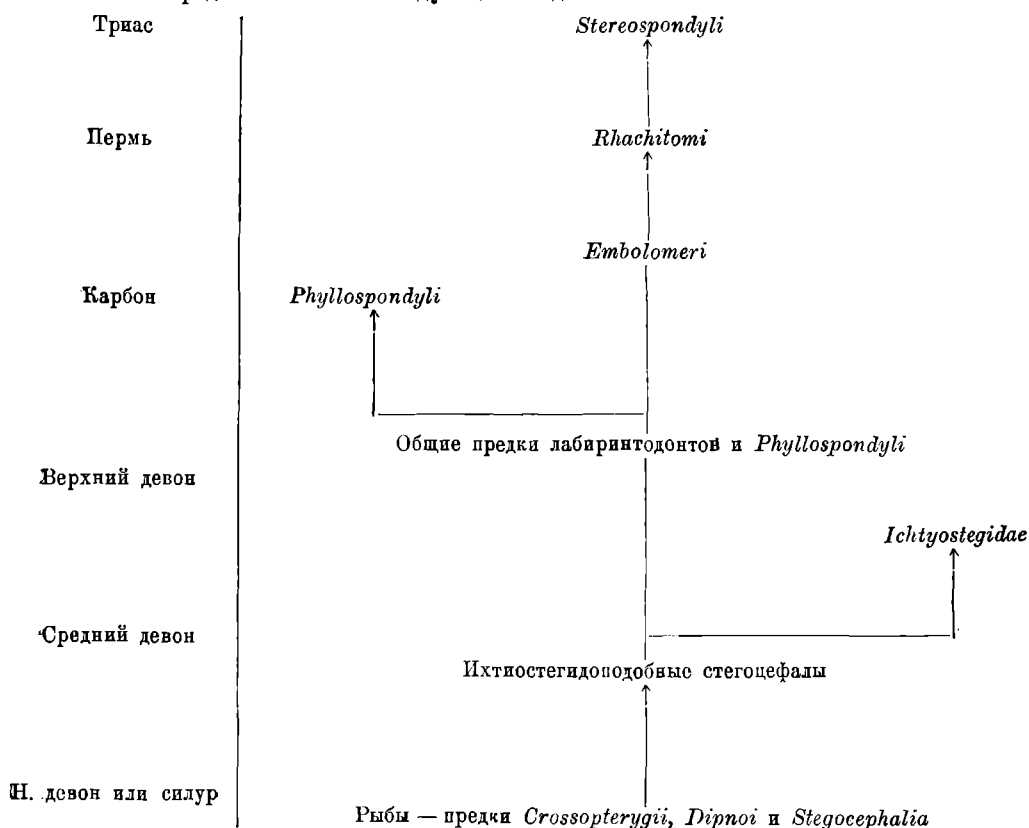 Триас Stereospondyli
Пермь Rhachitomi
Embolomeri
Карбон Phyllospondyli
Общие предки лабиринтодонтов и Phyllospondyli
Верхний девон
Ichtyostegidae
Средний девон
Ихтиостегидоподобные стегоцефалы
Н. девон или силур
Рыбы — предки Crossopterygii, Dipnoi и Stegocephalia